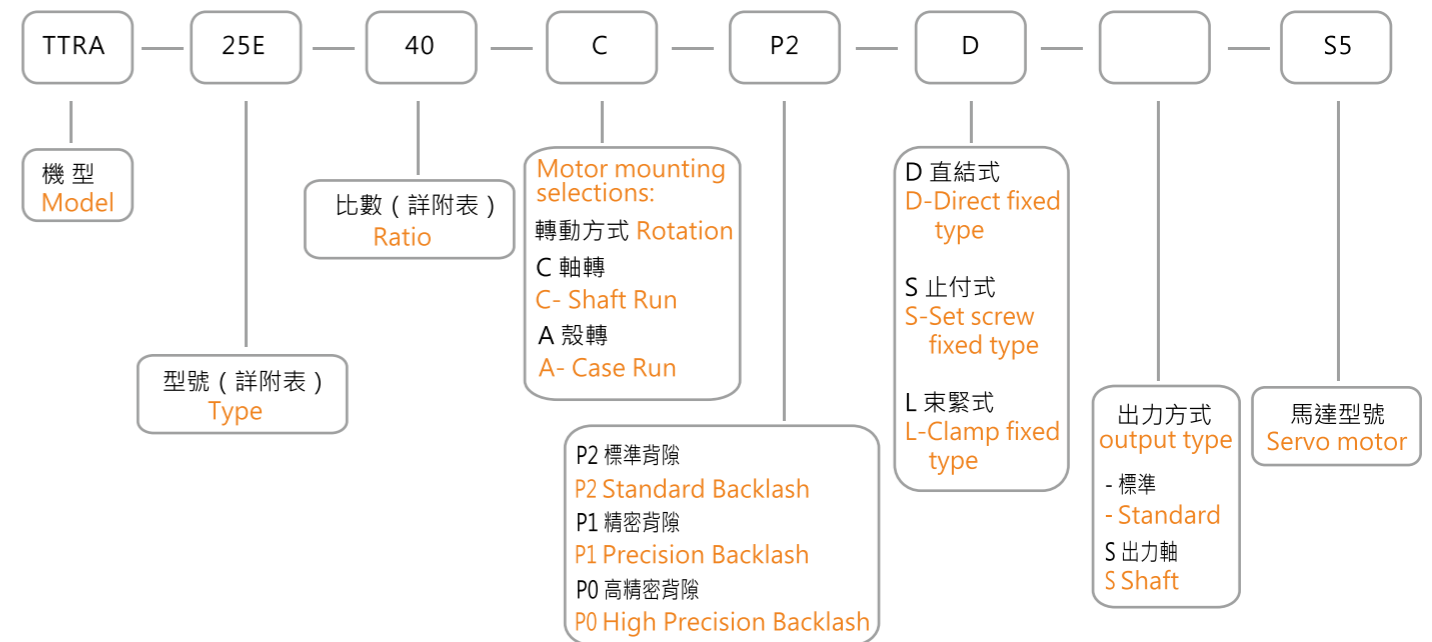 TTRA
25E
40
C
P2
D
S5
機型
Model
型號(詳附表)
Type
比數(詳附表)
Ratio
Motor mounting
selections:
轉動方式 Rotation
C 軸轉
C- Shaft Run
A 殼轉
A- Case Run
P2 標準背隙
P2 Standard Backlash
P1 精密背隙
P1 Precision Backlash
P0 高精密背隙
P0 High Precision Backlash
D 直結式
D-Direct fixed
type
S 止付式
S-Set screw
fixed type
L 束緊式
L-Clamp fixed
type
出力方式
output type
- 標準
- Standard
S 出力軸
S Shaft
馬達型號
Servo motor